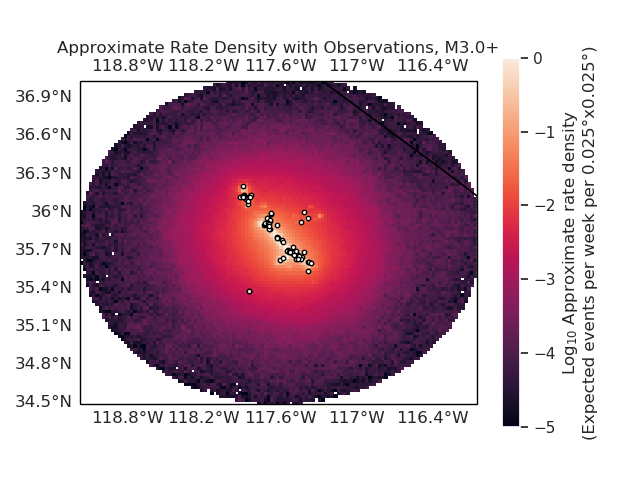 Approximate Rate Density with Observations, M3.0+
118.8°W 118.2°W 117.6°W 117°W 116.4°W
36.9°N
36.6°N
36.3°N
36°N
35.7°N
35.4°N
35.1°N
34.8°N
34.5°N
118.8°W 118.2°W 117.6°W 117°W 116.4°W
0
−1
−2
−3
−4
−5
Log₁₀ Approximate rate density
(Expected events per week per 0.025°x0.025°)